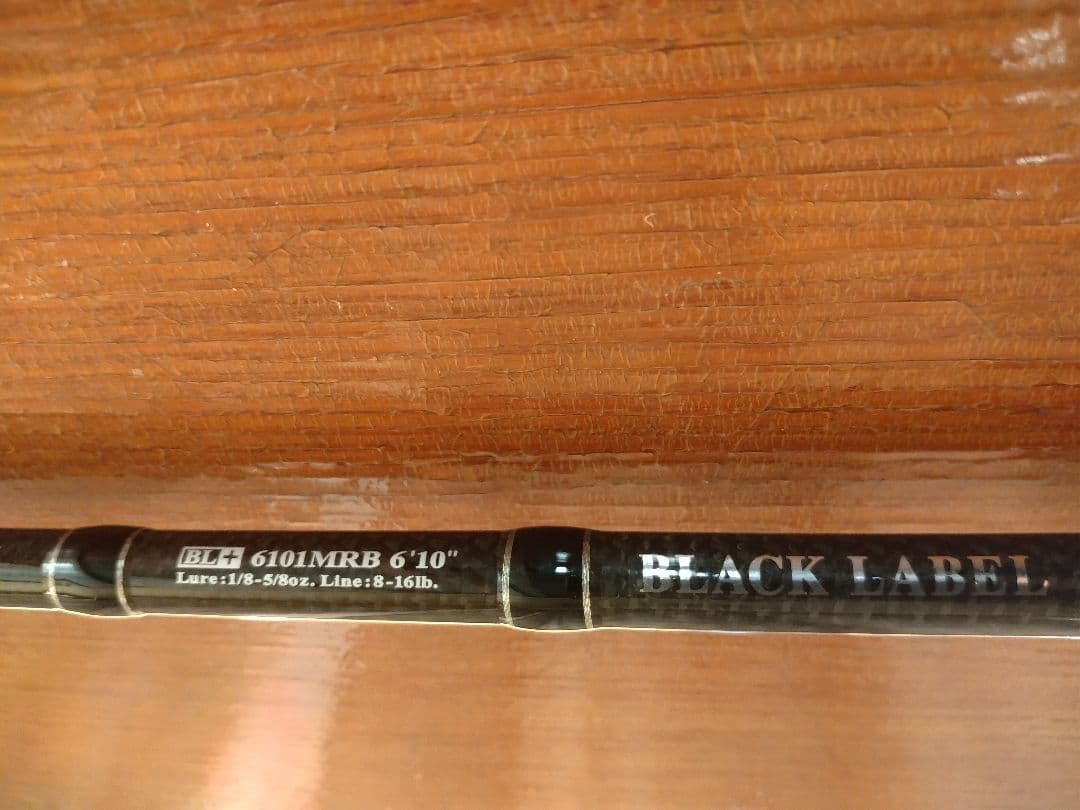 BL+ 6101MRB 6'10"
Lure:1/8-5/8oz. Line:8-16lb.
BLACK LABEL